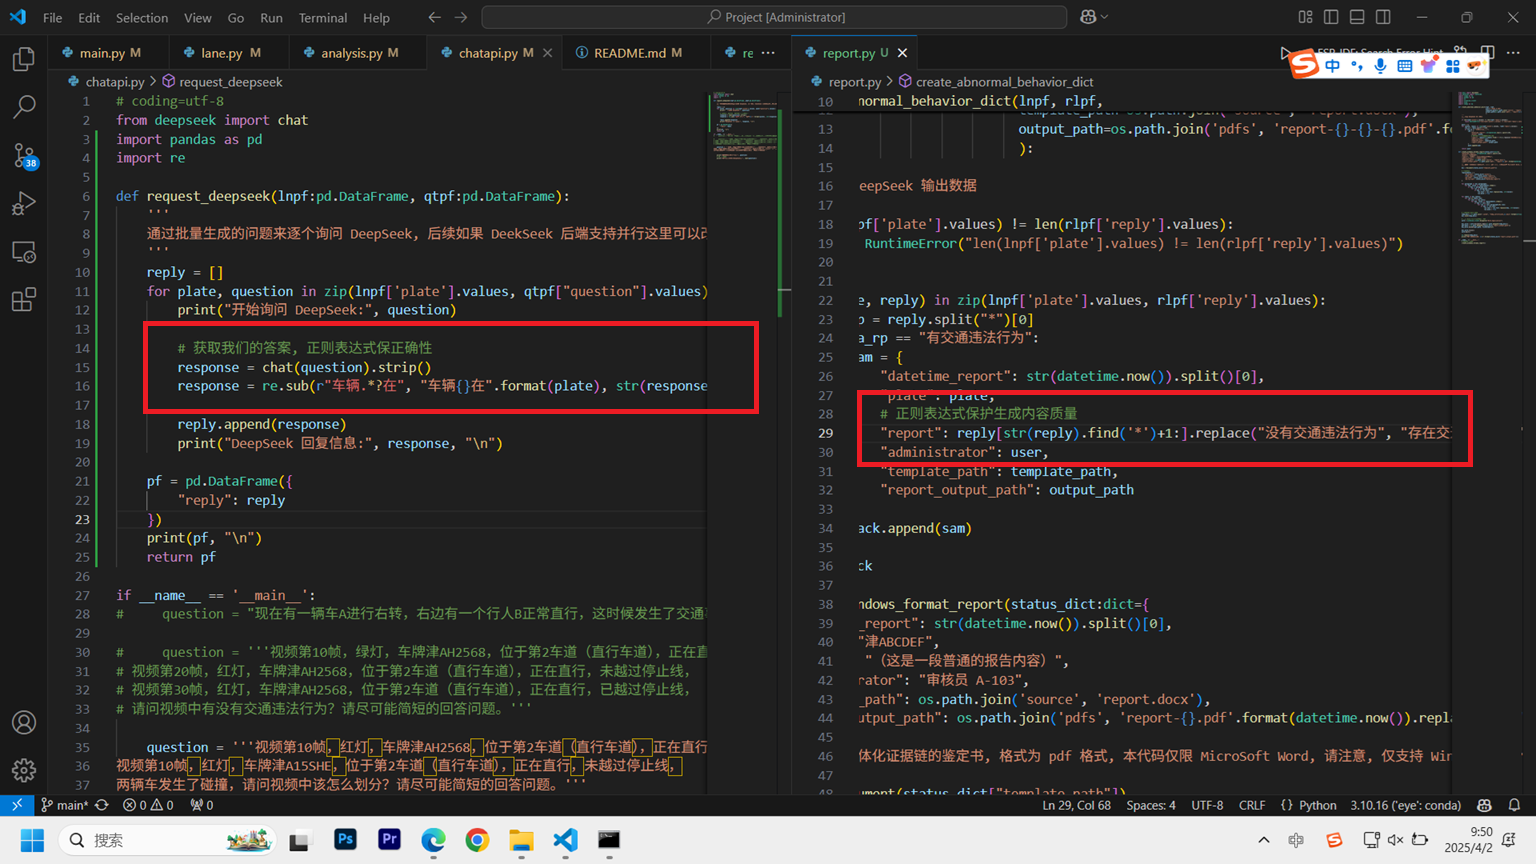 File Edit Selection View Go Run Terminal Help
Project [Administrator]
main.py M
lane.py M
analysis.py M
chatapi.py M
README.md M
re
report.py U
ESP-IDF: Search Error Hint
中
chatapi.py > request_deepseek
1 # coding=utf-8
2 from deepseek import chat
3 import pandas as pd
4 import re
5
6 def request_deepseek(lnpf:pd.DataFrame, qtpf:pd.DataFrame):
7 '''
8 通过批量生成的问题来逐个询问 DeepSeek, 后续如果 DeekSeek 后端支持并行这里可以改
9 '''
10 reply = []
11 for plate, question in zip(lnpf['plate'].values, qtpf["question"].values)
12 print("开始询问 DeepSeek:", question)
13
14 # 获取我们的答案, 正则表达式保正确性
15 response = chat(question).strip()
16 response = re.sub(r"车辆.*?在", "车辆{}在".format(plate), str(response
17
18 reply.append(response)
19 print("DeepSeek 回复信息:", response, "\n")
20
21 pf = pd.DataFrame({
22 "reply": reply
23 })
24 print(pf, "\n")
25 return pf
26
27 if __name__ == '__main__':
28 # question = "现在有一辆车A进行右转，右边有一个行人B正常直行，这时候发生了交通事
29
30 # question = '''视频第10帧，绿灯，车牌津AH2568，位于第2车道（直行车道），正在直
31 # 视频第20帧，红灯，车牌津AH2568，位于第2车道（直行车道），正在直行，未越过停止线，
32 # 视频第30帧，红灯，车牌津AH2568，位于第2车道（直行车道），正在直行，已越过停止线，
33 # 请问视频中有没有交通违法行为？请尽可能简短的回答问题。'''
34
35 question = '''视频第10帧，红灯，车牌津AH2568，位于第2车道（直行车道），正在直行
36 视频第10帧，红灯，车牌津A15SHE，位于第2车道（直行车道），正在直行，未越过停止线，
37 两辆车发生了碰撞，请问视频中该怎么划分？请尽可能简短的回答问题。'''
report.py > create_abnormal_behavior_dict
10 normal_behavior_dict(lnpf, rlpf,
12 template_path=os.path.join('source', 'report.docx'),
13 output_path=os.path.join('pdfs', 'report-{}-{}-{}.pdf'.fo
14 ):
15
16 eepSeek 输出数据
17
18 pf['plate'].values) != len(rlpf['reply'].values):
19 RuntimeError("len(lnpf['plate'].values) != len(rlpf['reply'].values)")
20
21
22 e, reply) in zip(lnpf['plate'].values, rlpf['reply'].values):
23 p = reply.split("*")[0]
24 a_rp == "有交通违法行为":
25 am = {
26 "datetime_report": str(datetime.now()).split()[0],
27 "plate": plate,
28 # 正则表达式保护生成内容质量
29 "report": reply[str(reply).find('*')+1:].replace("没有交通违法行为", "存在交通
30 "administrator": user,
31 "template_path": template_path,
32 "report_output_path": output_path
33
34 ack.append(sam)
35
36 ck
37
38 ndows_format_report(status_dict:dict={
39 _report": str(datetime.now()).split()[0],
40 "津ABCDEF",
41 "（这是一段普通的报告内容）",
42 rator": "审核员 A-103",
43 _path": os.path.join('source', 'report.docx'),
44 utput_path": os.path.join('pdfs', 'report-{}.pdf'.format(datetime.now()).repla
45
46 体化证据链的鉴定书, 格式为 pdf 格式, 本代码仅限 MicroSoft Word, 请注意, 仅支持 Win
47
48 ument(status_dict["template_path"])
38
main* 0 0 0
Ln 29, Col 68 Spaces: 4 UTF-8 CRLF {} Python 3.10.16 ('eye': conda)
搜索
Ps
Pr
中
9:50
2025/4/2